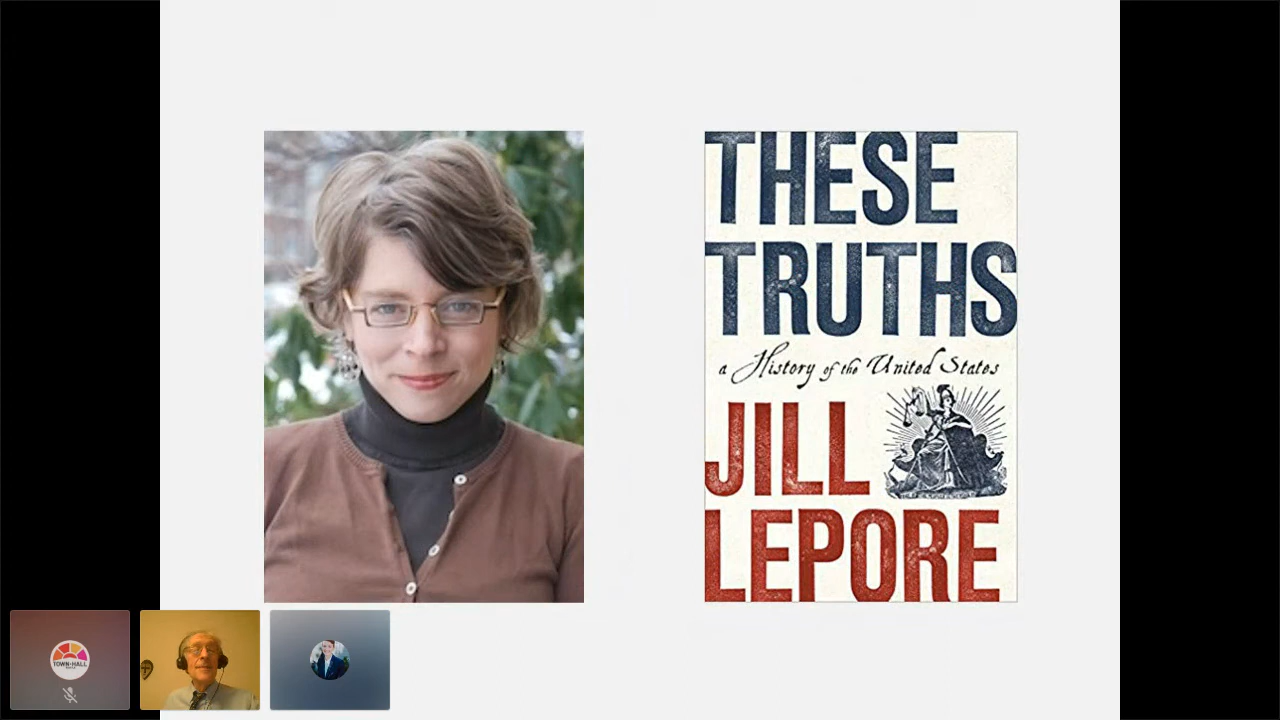 THESE
TRUTHS
a History of the United States
JILL
LEPORE
TOWN HALL